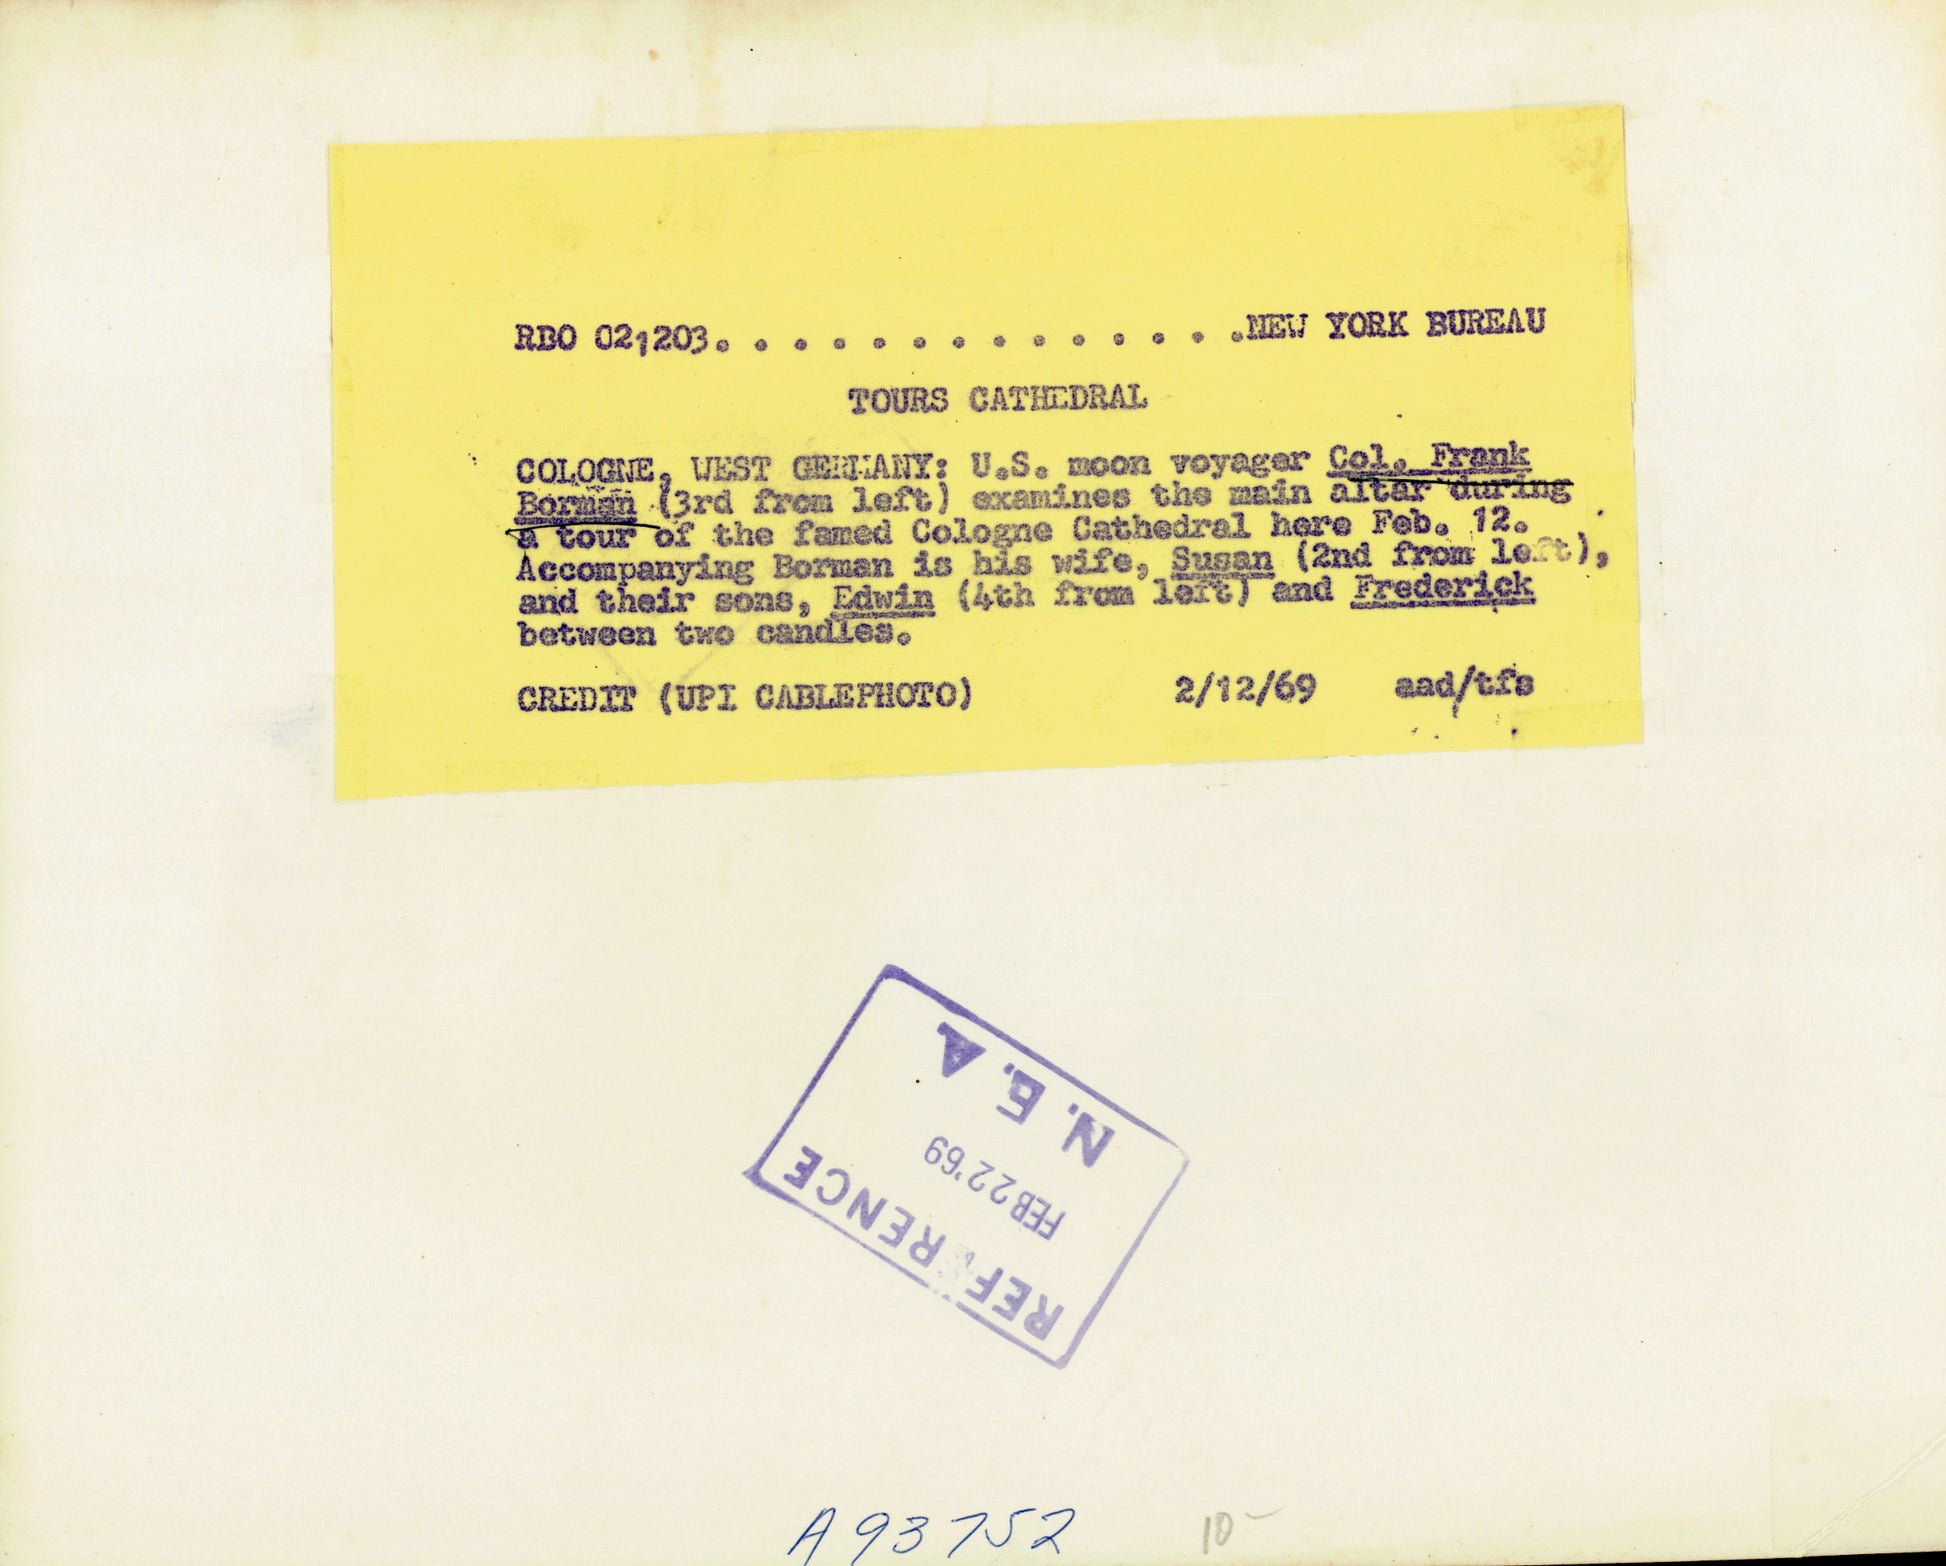 RBO 021203. . . . . . . . . . . . . .NEW YORK BUREAU
TOURS CATHEDRAL
COLOGNE, WEST GERMANY: U.S. moon voyager Col. Frank
Borman (3rd from left) examines the main altar during
a tour of the famed Cologne Cathedral here Feb. 12.
Accompanying Borman is his wife, Susan (2nd from left),
and their sons, Edwin (4th from left) and Frederick
between two candles.
CREDIT (UPI CABLEPHOTO) 2/12/69 aad/tfs
REFERENCE
FEB 22 '69
N. E. A
A93752 10-